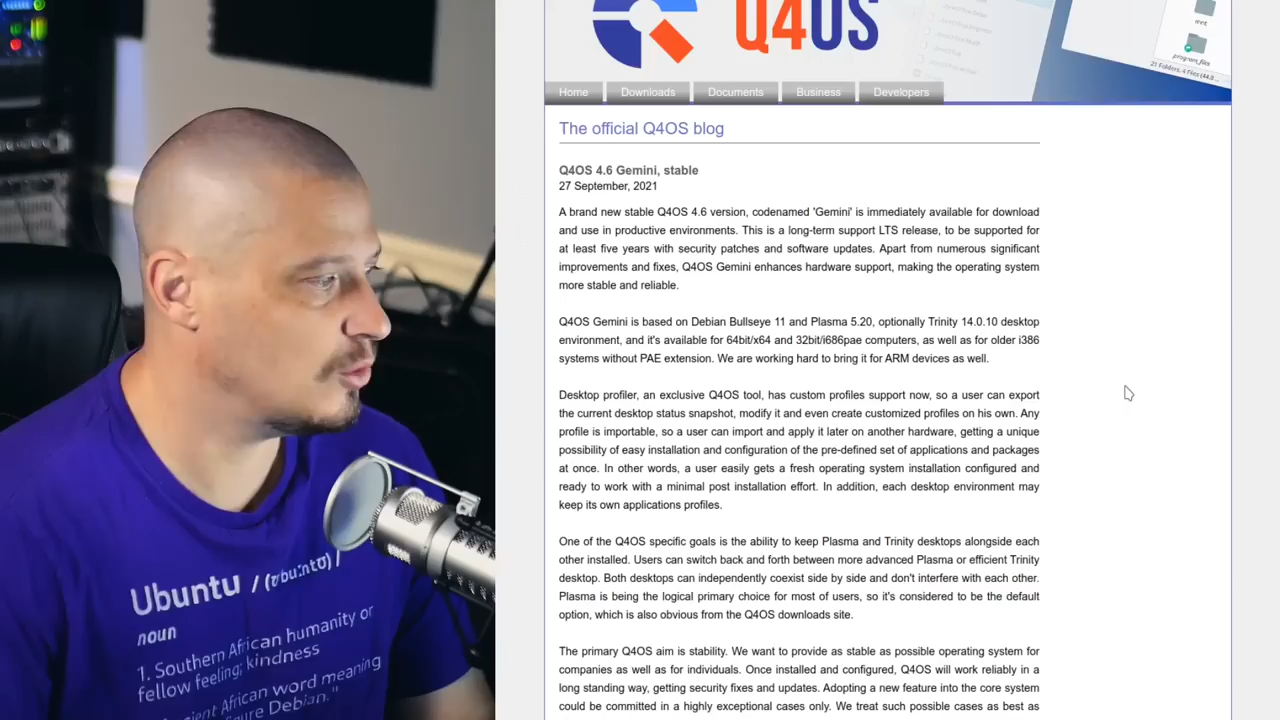 Q4OS
mnt
program_files
21 Folders, 4 Files (44.0 ...
Home
Downloads
Documents
Business
Developers
The official Q4OS blog
Q4OS 4.6 Gemini, stable
27 September, 2021
A brand new stable Q4OS 4.6 version, codenamed 'Gemini' is immediately available for download
and use in productive environments. This is a long-term support LTS release, to be supported for
at least five years with security patches and software updates. Apart from numerous significant
improvements and fixes, Q4OS Gemini enhances hardware support, making the operating system
more stable and reliable.
Q4OS Gemini is based on Debian Bullseye 11 and Plasma 5.20, optionally Trinity 14.0.10 desktop
environment, and it's available for 64bit/x64 and 32bit/i686pae computers, as well as for older i386
systems without PAE extension. We are working hard to bring it for ARM devices as well.
Desktop profiler, an exclusive Q4OS tool, has custom profiles support now, so a user can export
the current desktop status snapshot, modify it and even create customized profiles on his own. Any
profile is importable, so a user can import and apply it later on another hardware, getting a unique
possibility of easy installation and configuration of the pre-defined set of applications and packages
at once. In other words, a user easily gets a fresh operating system installation configured and
ready to work with a minimal post installation effort. In addition, each desktop environment may
keep its own applications profiles.
One of the Q4OS specific goals is the ability to keep Plasma and Trinity desktops alongside each
other installed. Users can switch back and forth between more advanced Plasma or efficient Trinity
desktop. Both desktops can independently coexist side by side and don't interfere with each other.
Plasma is being the logical primary choice for most of users, so it's considered to be the default
option, which is also obvious from the Q4OS downloads site.
The primary Q4OS aim is stability. We want to provide as stable as possible operating system for
companies as well as for individuals. Once installed and configured, Q4OS will work reliably in a
long standing way, getting security fixes and updates. Adopting a new feature into the core system
could be committed in a highly exceptional cases only. We treat such possible cases as best as
Ubuntu /(ʊbuːntʊ)/
noun
1. Southern African humanity or
fellow feeling; kindness
African word meaning
figure Debian."